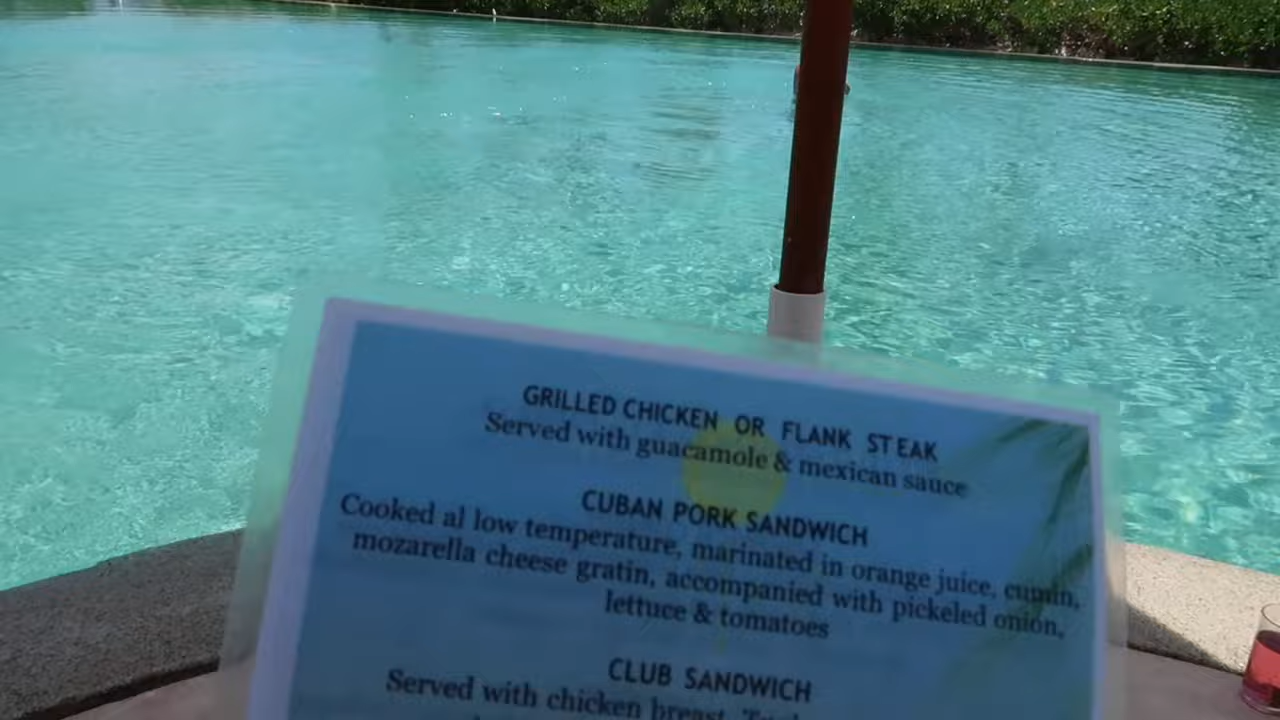 GRILLED CHICKEN OR FLANK STEAK
Served with guacamole & mexican sauce
CUBAN PORK SANDWICH
Cooked al low temperature, marinated in orange juice, cumin,
mozarella cheese gratin, accompanied with pickeled onion,
lettuce & tomatoes
CLUB SANDWICH
Served with chicken breast,